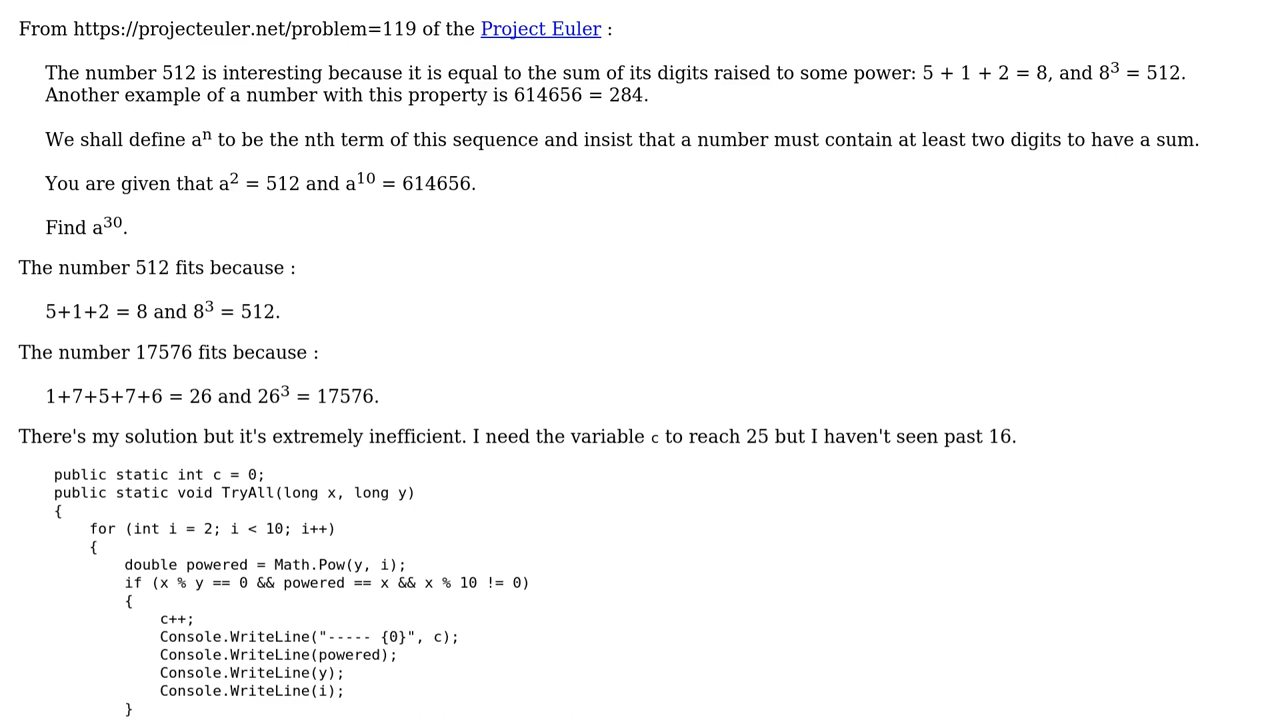 From https://projecteuler.net/problem=119 of the Project Euler :
The number 512 is interesting because it is equal to the sum of its digits raised to some power: 5 + 1 + 2 = 8, and 8³ = 512.
Another example of a number with this property is 614656 = 284.
We shall define aⁿ to be the nth term of this sequence and insist that a number must contain at least two digits to have a sum.
You are given that a² = 512 and a¹⁰ = 614656.
Find a³⁰.
The number 512 fits because :
5+1+2 = 8 and 8³ = 512.
The number 17576 fits because :
1+7+5+7+6 = 26 and 26³ = 17576.
There's my solution but it's extremely inefficient. I need the variable c to reach 25 but I haven't seen past 16.
public static int c = 0;
public static void TryAll(long x, long y)
{
    for (int i = 2; i < 10; i++)
    {
        double powered = Math.Pow(y, i);
        if (x % y == 0 && powered == x && x % 10 != 0)
        {
            c++;
            Console.WriteLine("----- {0}", c);
            Console.WriteLine(powered);
            Console.WriteLine(y);
            Console.WriteLine(i);
        }